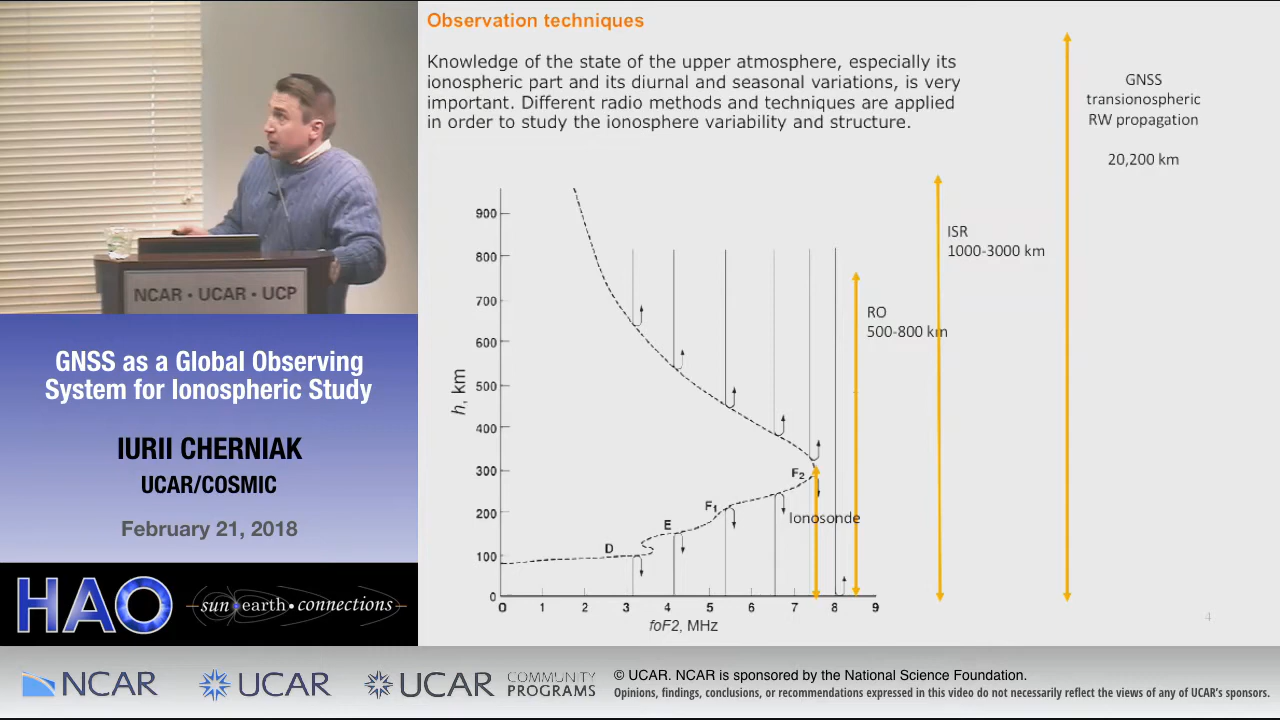 Observation techniques
Knowledge of the state of the upper atmosphere, especially its
ionospheric part and its diurnal and seasonal variations, is very
important. Different radio methods and techniques are applied
in order to study the ionosphere variability and structure.
GNSS
transionospheric
RW propagation
20,200 km
ISR
1000-3000 km
RO
500-800 km
900
800
700
600
500
400
300
200
100
0
h, km
F2
F1
E
D
Ionosonde
0 1 2 3 4 5 6 7 8 9
foF2, MHz
4
NCAR • UCAR • UCP
GNSS as a Global Observing
System for Ionospheric Study
IURII CHERNIAK
UCAR/COSMIC
February 21, 2018
HAO
sun•earth•connections
NCAR
UCAR
UCAR
COMMUNITY
PROGRAMS
© UCAR. NCAR is sponsored by the National Science Foundation.
Opinions, findings, conclusions, or recommendations expressed in this video do not necessarily reflect the views of any of UCAR's sponsors.